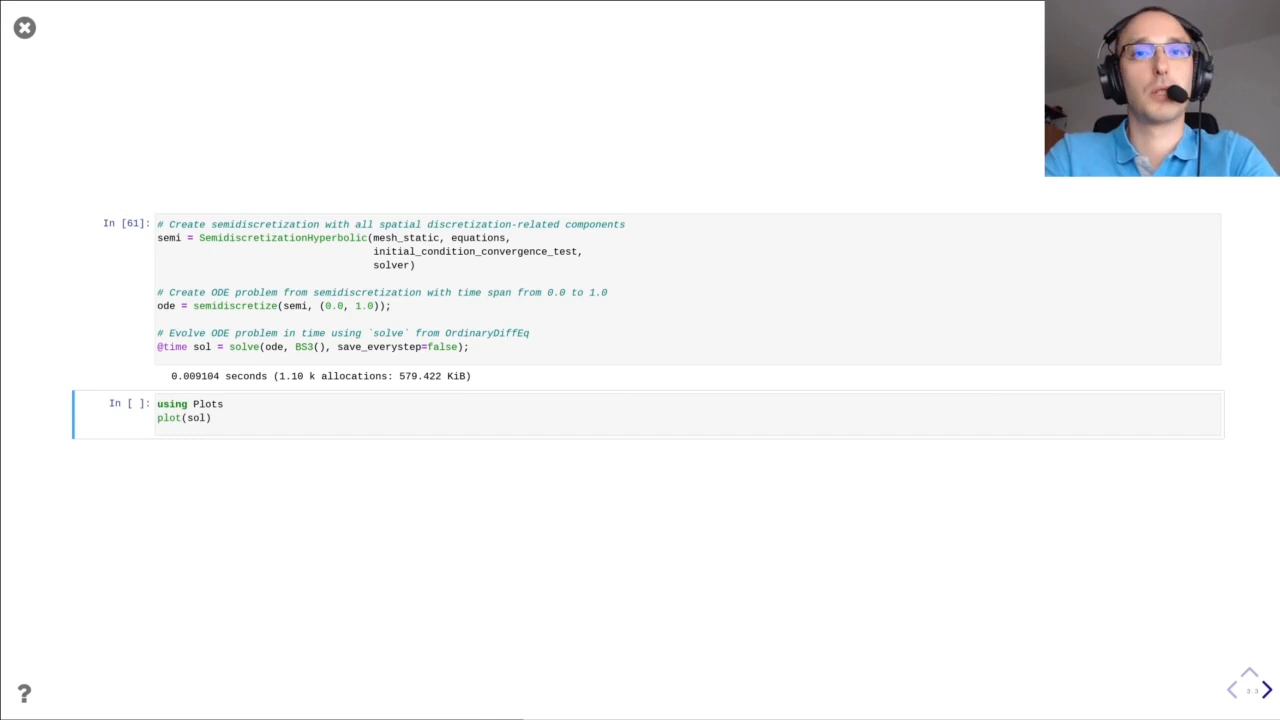 In [61]:
# Create semidiscretization with all spatial discretization-related components
semi = SemidiscretizationHyperbolic(mesh_static, equations,
initial_condition_convergence_test,
solver)
# Create ODE problem from semidiscretization with time span from 0.0 to 1.0
ode = semidiscretize(semi, (0.0, 1.0));
# Evolve ODE problem in time using `solve` from OrdinaryDiffEq
@time sol = solve(ode, BS3(), save_everystep=false);
0.009104 seconds (1.10 k allocations: 579.422 KiB)
In [ ]:
using Plots
plot(sol)
?
3.3